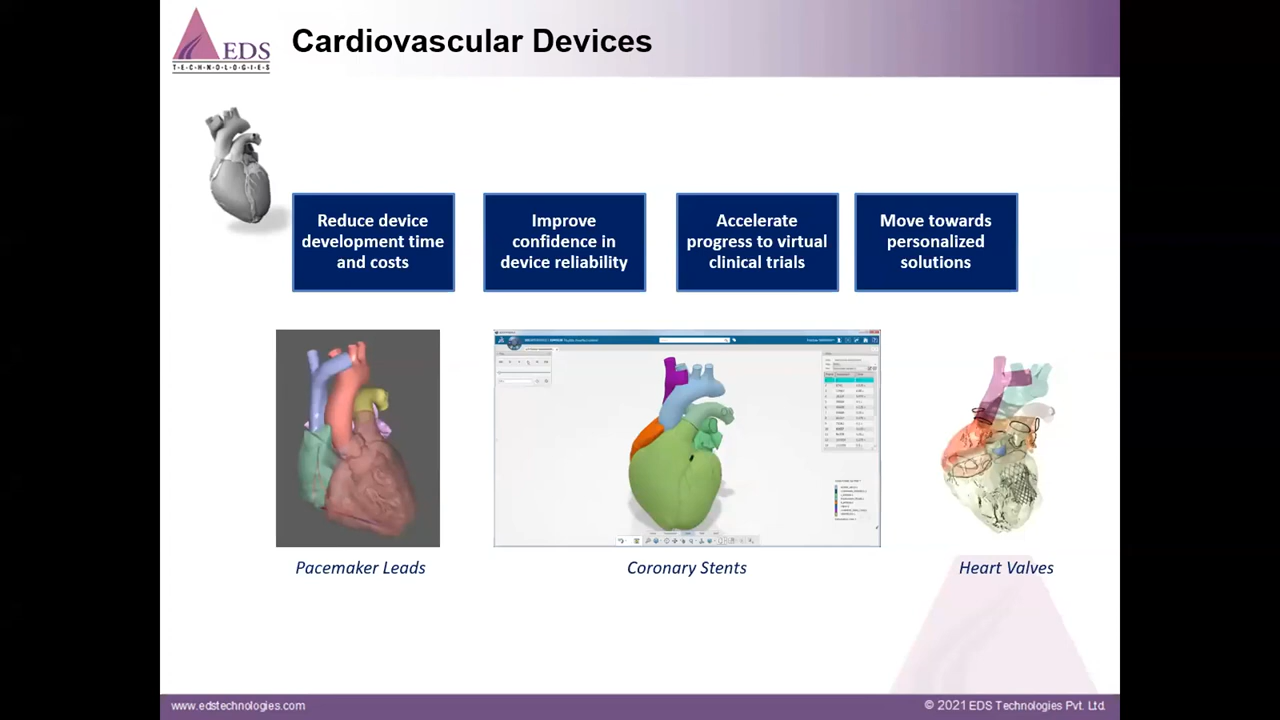 EDS
TECHNOLOGIES
Cardiovascular Devices
Reduce device
development time
and costs
Improve
confidence in
device reliability
Accelerate
progress to virtual
clinical trials
Move towards
personalized
solutions
Pacemaker Leads
Coronary Stents
Heart Valves
www.edstechnologies.com
© 2021 EDS Technologies Pvt. Ltd.